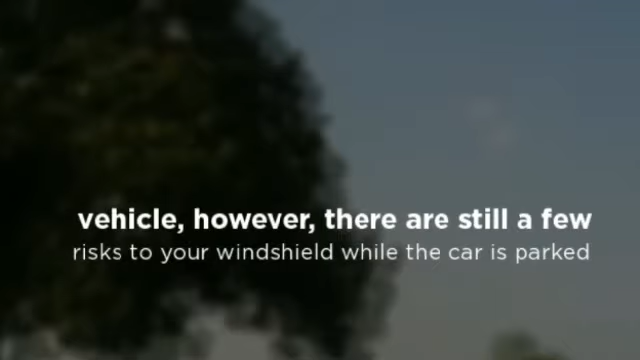 vehicle, however, there are still a few
risks to your windshield while the car is parked